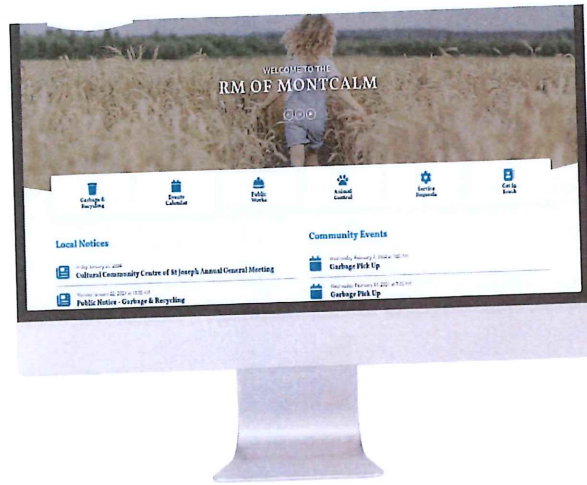 WELCOME TO THE
RM OF MONTCALM
Garbage &
Recycling
Events
Calendar
Public
Works
Animal
Control
Service
Requests
Get in
Touch
Local Notices
Cultural Community Centre of St Joseph Annual General Meeting
Public Notice - Garbage & Recycling
Community Events
Garbage Pick Up
Garbage Pick Up